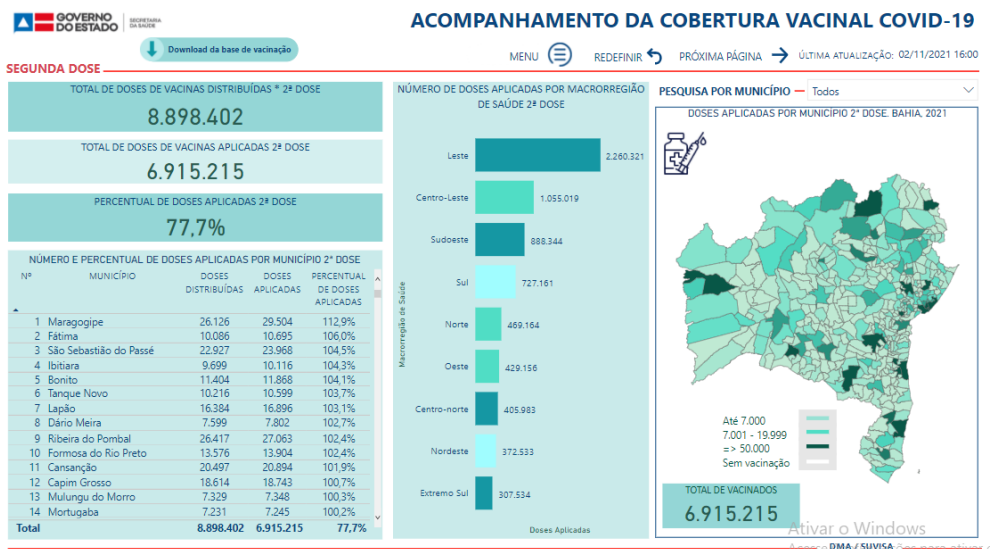 GOVERNO
DO ESTADO
SECRETARIA
DA SAÚDE
ACOMPANHAMENTO DA COBERTURA VACINAL COVID-19
Download da base de vacinação
MENU
REDEFINIR
PRÓXIMA PÁGINA
ÚLTIMA ATUALIZAÇÃO: 02/11/2021 16:00
SEGUNDA DOSE
TOTAL DE DOSES DE VACINAS DISTRIBUÍDAS * 2ª DOSE
8.898.402
TOTAL DE DOSES DE VACINAS APLICADAS 2ª DOSE
6.915.215
PERCENTUAL DE DOSES APLICADAS 2ª DOSE
77,7%
NÚMERO E PERCENTUAL DE DOSES APLICADAS POR MUNICÍPIO 2ª DOSE
Nº MUNICÍPIO DOSES DISTRIBUÍDAS DOSES APLICADAS PERCENTUAL DE DOSES APLICADAS
1 Maragogipe 26.126 29.504 112,9%
2 Fátima 10.086 10.695 106,0%
3 São Sebastião do Passé 22.927 23.968 104,5%
4 Ibitiara 9.699 10.116 104,3%
5 Bonito 11.404 11.868 104,1%
6 Tanque Novo 10.216 10.599 103,7%
7 Lapão 16.384 16.896 103,1%
8 Dário Meira 7.599 7.802 102,7%
9 Ribeira do Pombal 26.417 27.063 102,4%
10 Formosa do Rio Preto 13.576 13.904 102,4%
11 Cansanção 20.497 20.894 101,9%
12 Capim Grosso 18.614 18.743 100,7%
13 Mulungu do Morro 7.329 7.348 100,3%
14 Mortugaba 7.231 7.245 100,2%
Total 8.898.402 6.915.215 77,7%
NÚMERO DE DOSES APLICADAS POR MACRORREGIÃO
DE SAÚDE 2ª DOSE
Macrorregião de Saúde
Leste 2.260.321
Centro-Leste 1.055.019
Sudoeste 888.344
Sul 727.161
Norte 469.164
Oeste 429.156
Centro-norte 405.983
Nordeste 372.533
Extremo Sul 307.534
Doses Aplicadas
PESQUISA POR MUNICÍPIO
Todos
DOSES APLICADAS POR MUNICÍPIO 2ª DOSE. BAHIA, 2021
Até 7.000
7.001 - 19.999
=> 50.000
Sem vacinação
TOTAL DE VACINADOS
6.915.215
Ativar o Windows
DMA / SUVISA